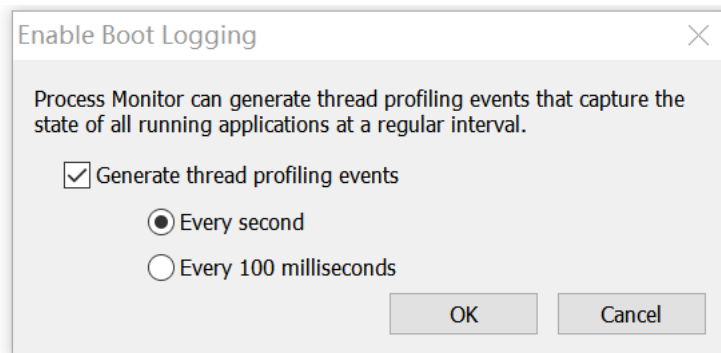 Enable Boot Logging
Process Monitor can generate thread profiling events that capture the
state of all running applications at a regular interval.
Generate thread profiling events
Every second
Every 100 milliseconds
OK Cancel